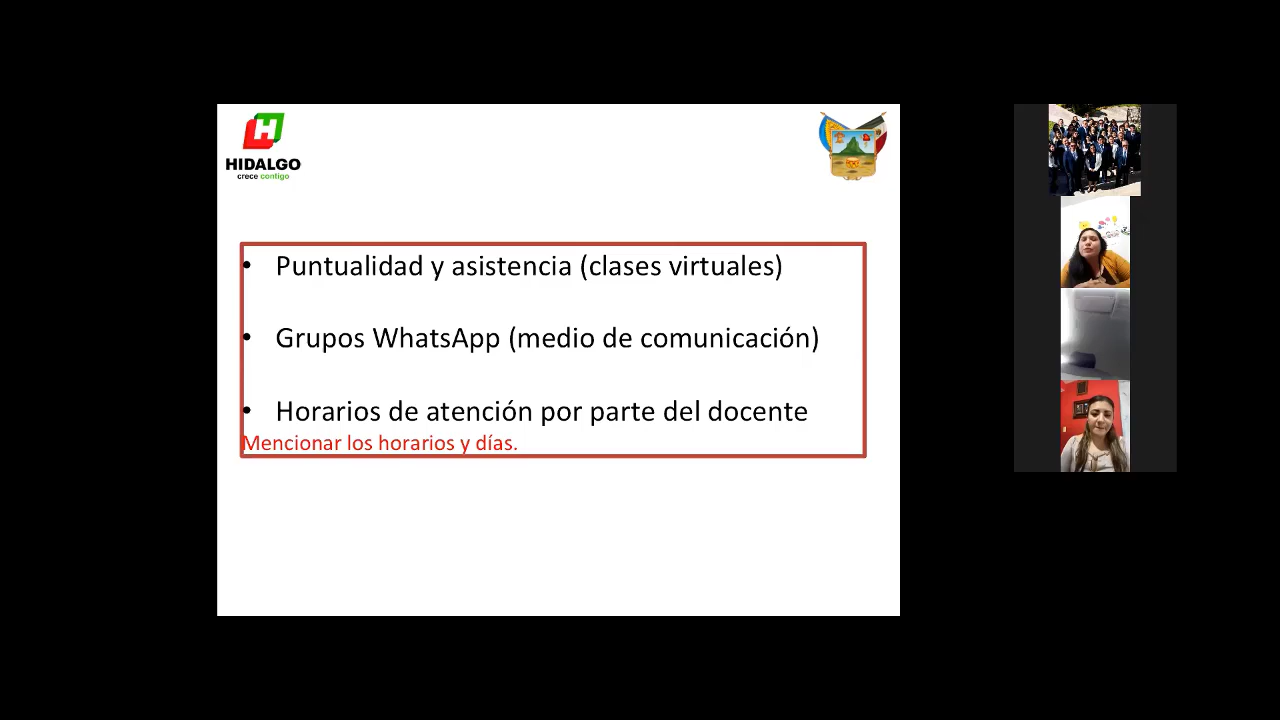 H
HIDALGO
crece contigo
• Puntualidad y asistencia (clases virtuales)
• Grupos WhatsApp (medio de comunicación)
• Horarios de atención por parte del docente
Mencionar los horarios y días.